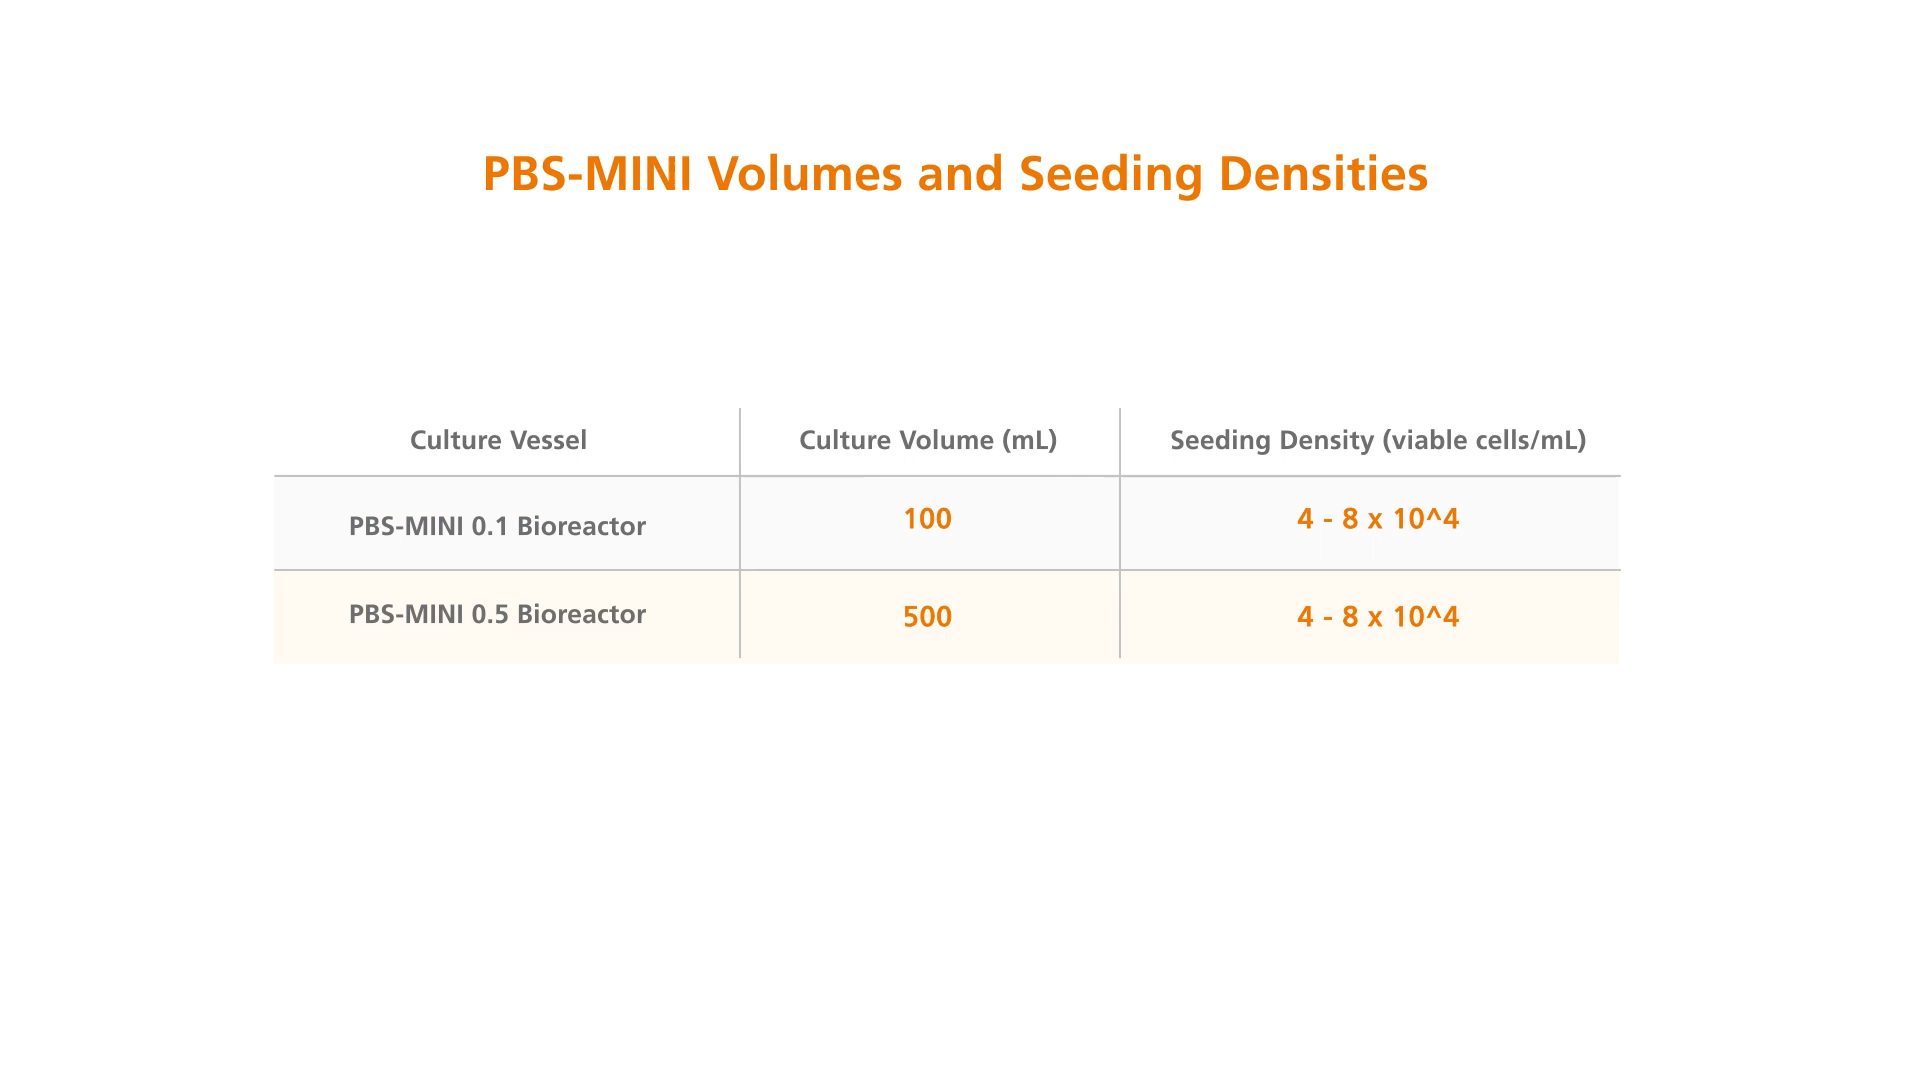 PBS-MINI Volumes and Seeding Densities
Culture Vessel Culture Volume (mL) Seeding Density (viable cells/mL)
PBS-MINI 0.1 Bioreactor 100 4 - 8 x 10^4
PBS-MINI 0.5 Bioreactor 500 4 - 8 x 10^4